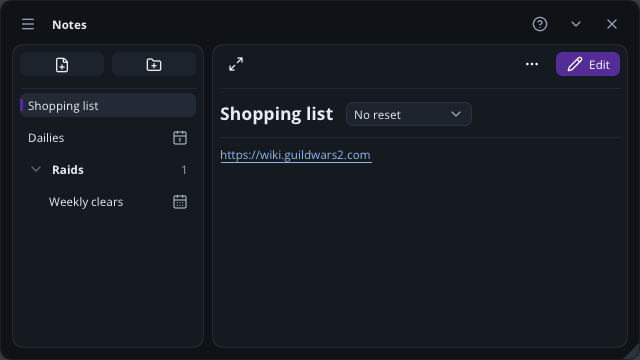 Notes
Edit
Shopping list
Dailies
Raids 1
Weekly clears
Shopping list No reset
https://wiki.guildwars2.com